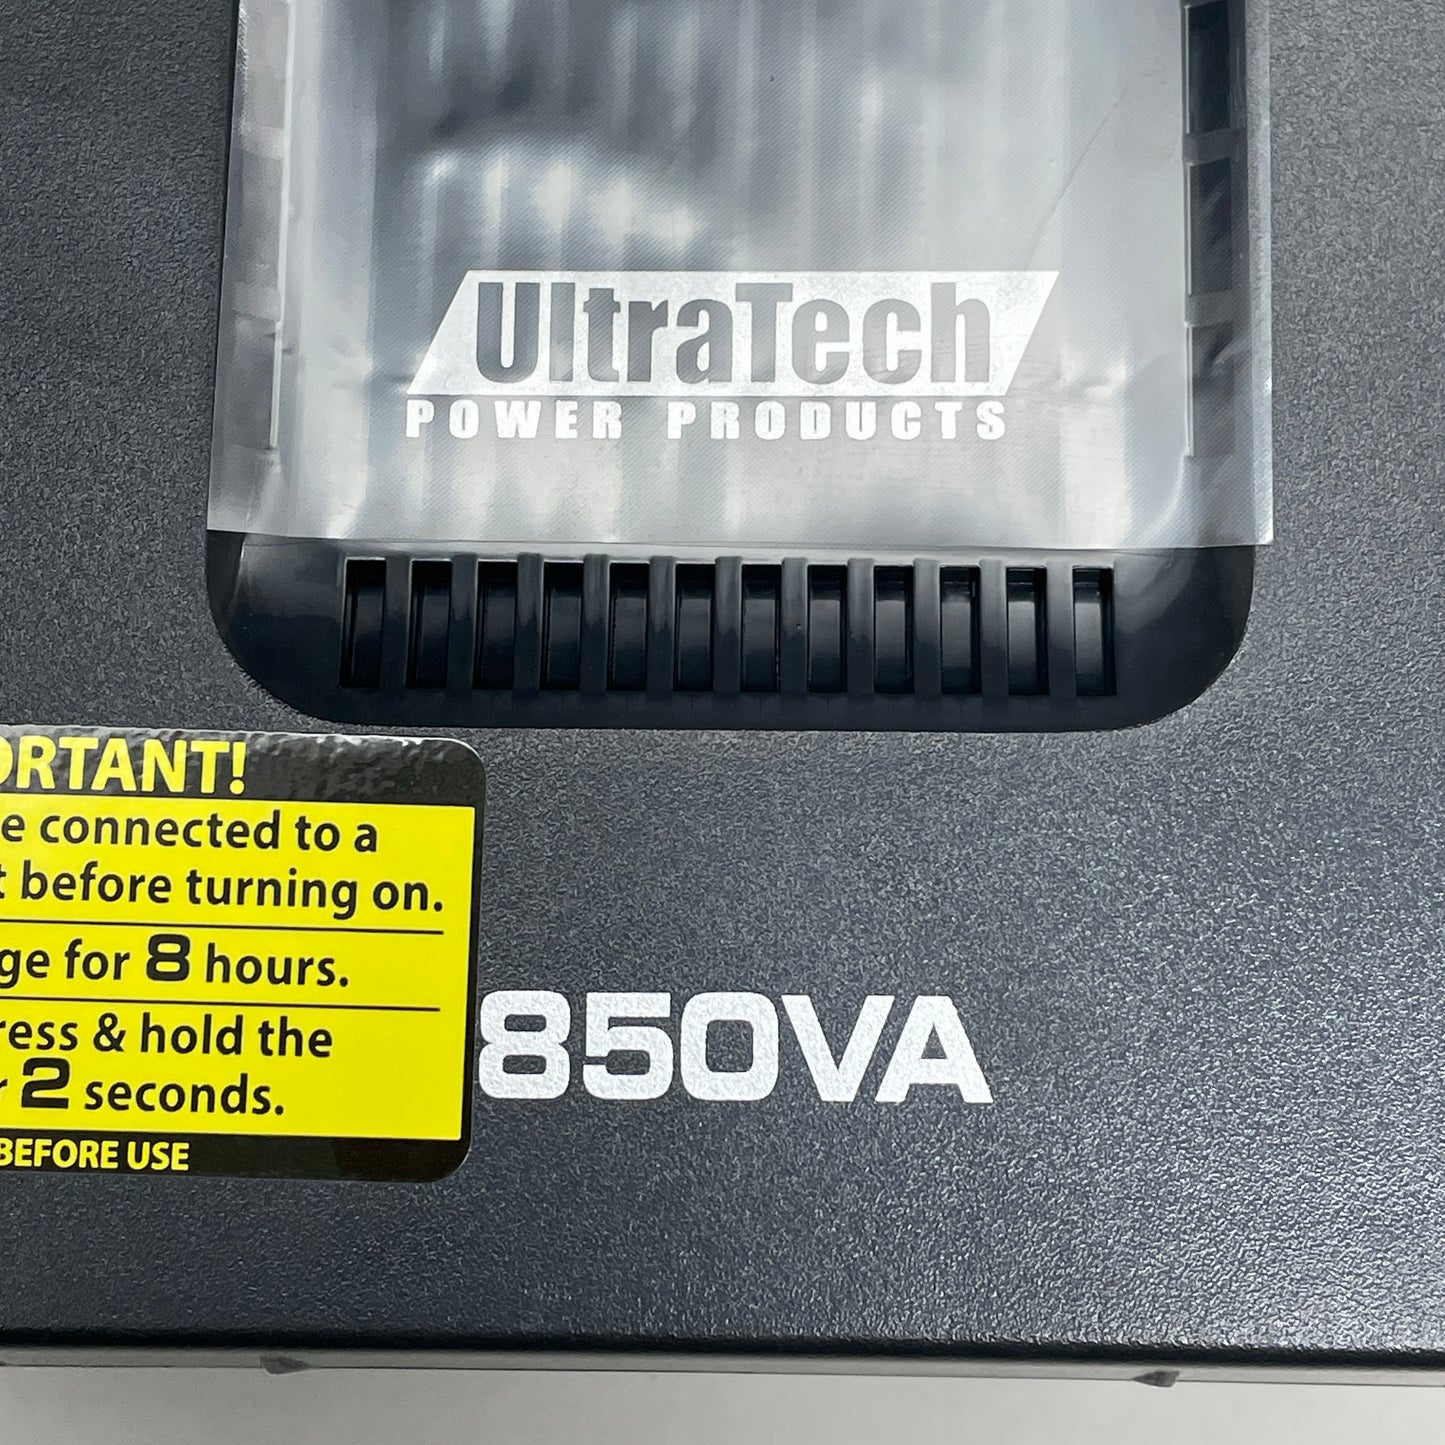 UltraTech
POWER PRODUCTS
ORTANT!
e connected to a
t before turning on.
ge for 8 hours.
ress & hold the
r 2 seconds.
BEFORE USE
850VA